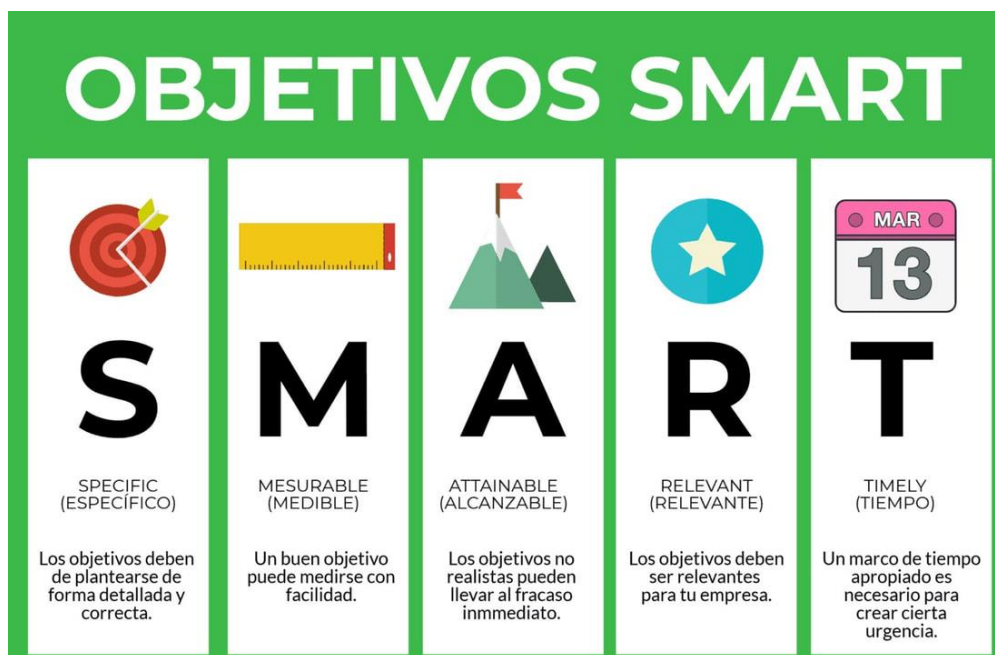 OBJETIVOS SMART
S
SPECIFIC
(ESPECÍFICO)
Los objetivos deben
de plantearse de
forma detallada y
correcta.
M
MESURABLE
(MEDIBLE)
Un buen objetivo
puede medirse con
facilidad.
A
ATTAINABLE
(ALCANZABLE)
Los objetivos no
realistas pueden
llevar al fracaso
inmmediato.
R
RELEVANT
(RELEVANTE)
Los objetivos deben
ser relevantes
para tu empresa.
MAR
13
T
TIMELY
(TIEMPO)
Un marco de tiempo
apropiado es
necesario para
crear cierta
urgencia.